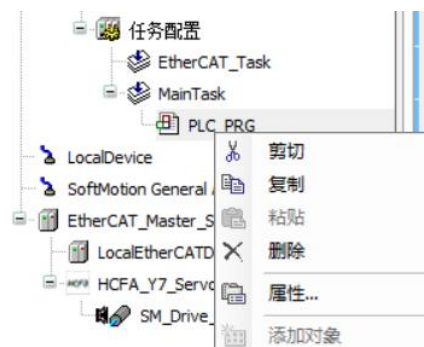 任务配置
EtherCAT_Task
MainTask
PLC_PRG
LocalDevice
SoftMotion General
EtherCAT_Master_S
LocalEtherCATD
HCFA HCFA_Y7_Servo
SM_Drive_
剪切
复制
粘贴
删除
属性...
添加对象